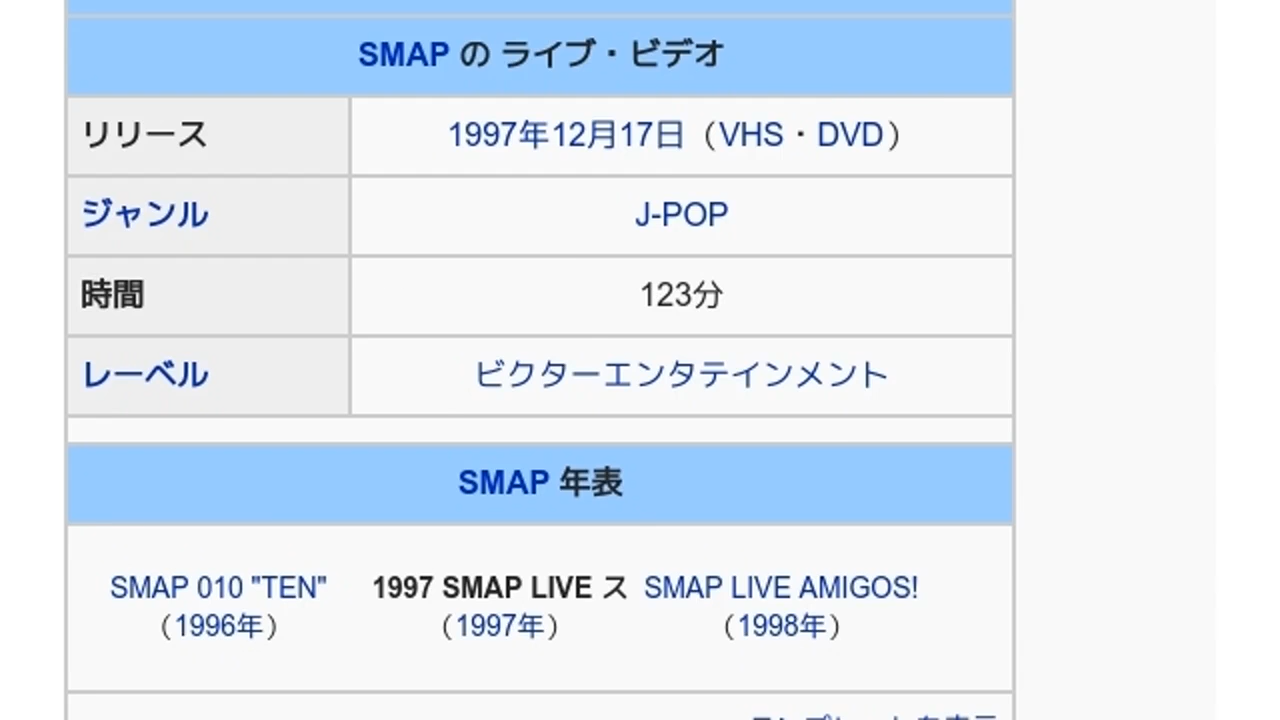 SMAP の ライブ・ビデオ
リリース 1997年12月17日（VHS・DVD）
ジャンル J-POP
時間 123分
レーベル ビクターエンタテインメント
SMAP 年表
SMAP 010 "TEN" 1997 SMAP LIVE ス SMAP LIVE AMIGOS!
（1996年） （1997年） （1998年）